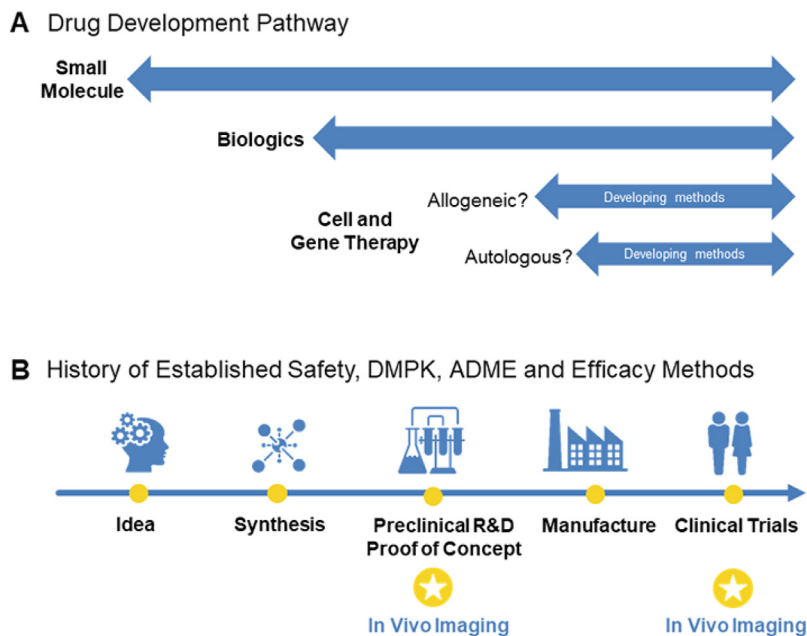 A Drug Development Pathway
Small
Molecule
Biologics
Allogeneic?
Developing methods
Cell and
Gene Therapy
Autologous?
Developing methods
B History of Established Safety, DMPK, ADME and Efficacy Methods
Idea
Synthesis
Preclinical R&D
Proof of Concept
Manufacture
Clinical Trials
In Vivo Imaging
In Vivo Imaging